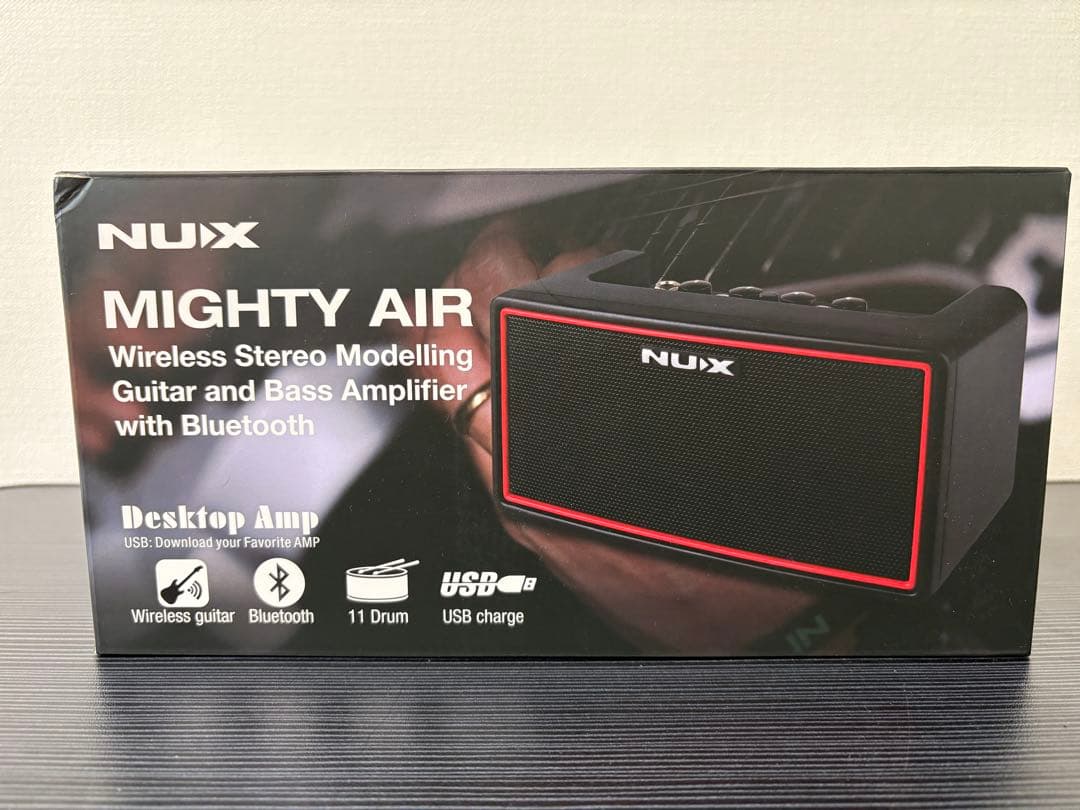 NUX
MIGHTY AIR
Wireless Stereo Modelling
Guitar and Bass Amplifier
with Bluetooth
NUX
Desktop Amp
USB: Download your Favorite AMP
USB
Wireless guitar
Bluetooth
11 Drum
USB charge
IN